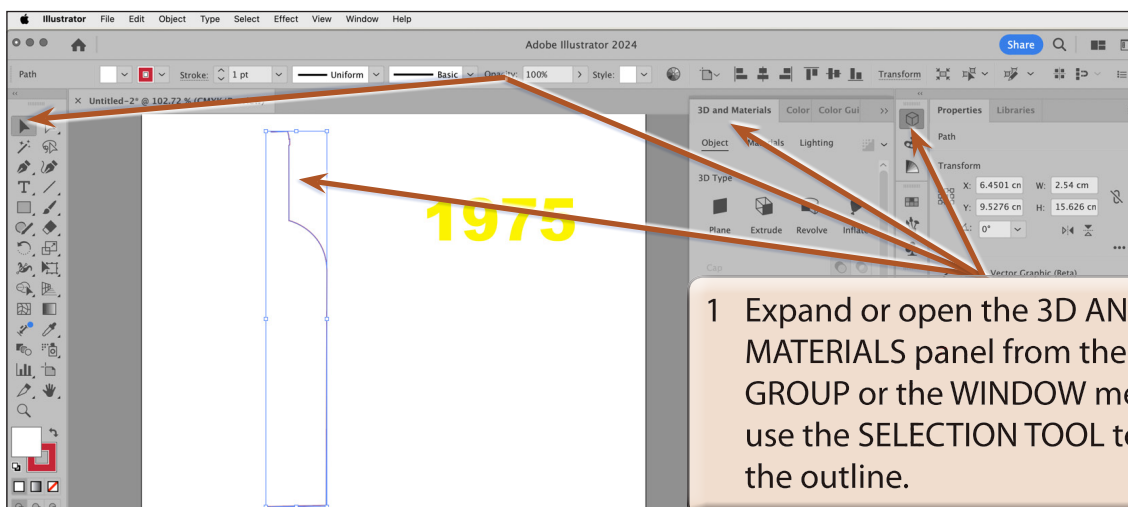 Illustrator File Edit Object Type Select Effect View Window Help
Adobe Illustrator 2024
Share
Path Stroke: 1 pt Uniform Basic Opacity: 100% Style: Transform
× Untitled-2* @ 102.72 %
3D and Materials Color Color Gui >>
Properties Libraries
Object Materials Lighting
Path
3D Type
Transform
X: 6.4501 cn W: 2.54 cm
Y: 9.5276 cn H: 15.626 cn
0°
Plane Extrude Revolve Inflate
Cap
Vector Graphic (Beta)
1975
1 Expand or open the 3D AN
MATERIALS panel from the
GROUP or the WINDOW me
use the SELECTION TOOL to
the outline.